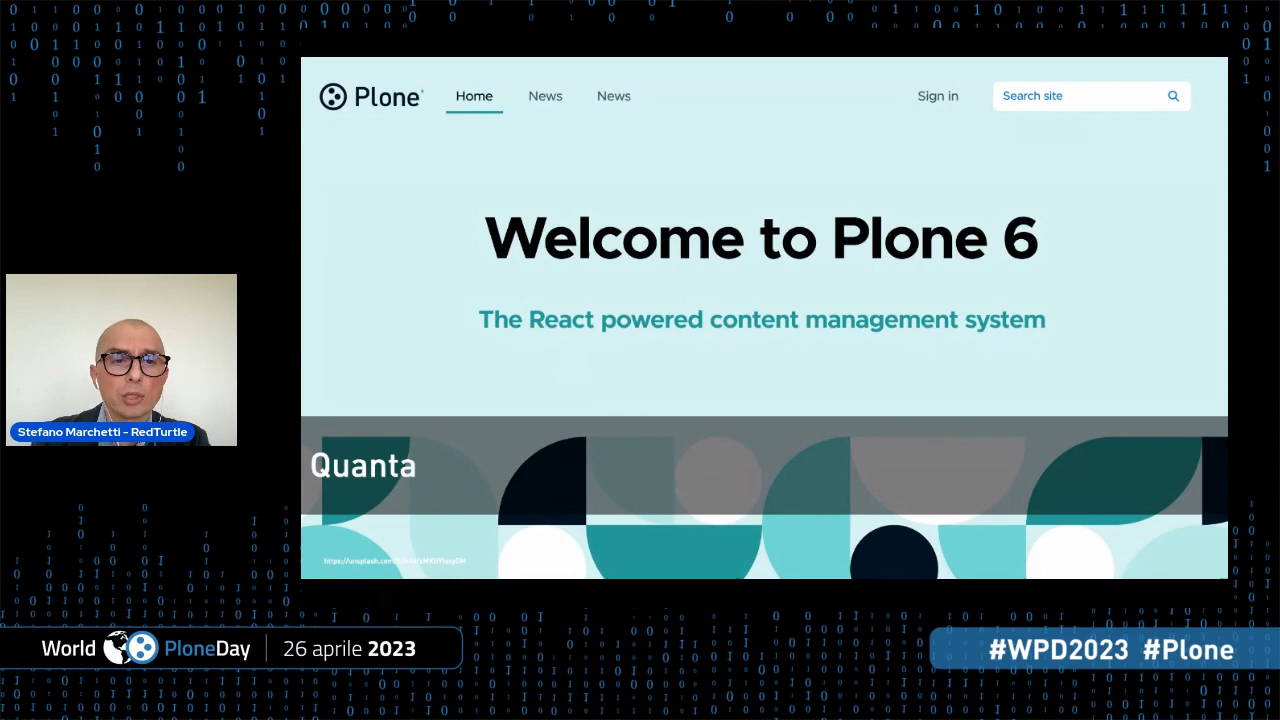 Plone®
Home
News
News
Sign in
Search site
Welcome to Plone 6
The React powered content management system
Quanta
Stefano Marchetti - RedTurtle
World PloneDay
26 aprile 2023
#WPD2023 #Plone